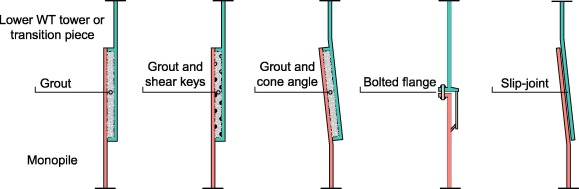 Lower WT tower or
transition piece
Grout
Monopile
Grout and
shear keys
Grout and
cone angle
Bolted flange
Slip-joint